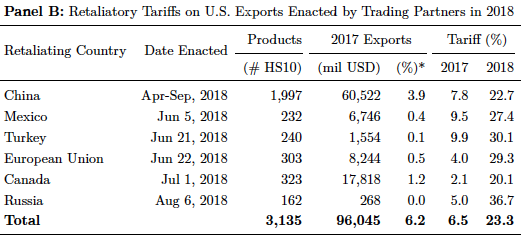 Panel B: Retaliatory Tariffs on U.S. Exports Enacted by Trading Partners in 2018
Retaliating Country Date Enacted Products 2017 Exports Tariff (%)
(# HS10) (mil USD) (%)* 2017 2018
China Apr-Sep, 2018 1,997 60,522 3.9 7.8 22.7
Mexico Jun 5, 2018 232 6,746 0.4 9.5 27.4
Turkey Jun 21, 2018 240 1,554 0.1 9.9 30.1
European Union Jun 22, 2018 303 8,244 0.5 4.0 29.3
Canada Jul 1, 2018 323 17,818 1.2 2.1 20.1
Russia Aug 6, 2018 162 268 0.0 5.0 36.7
Total 3,135 96,045 6.2 6.5 23.3